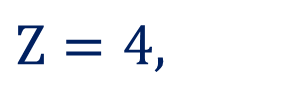 Z = 4,